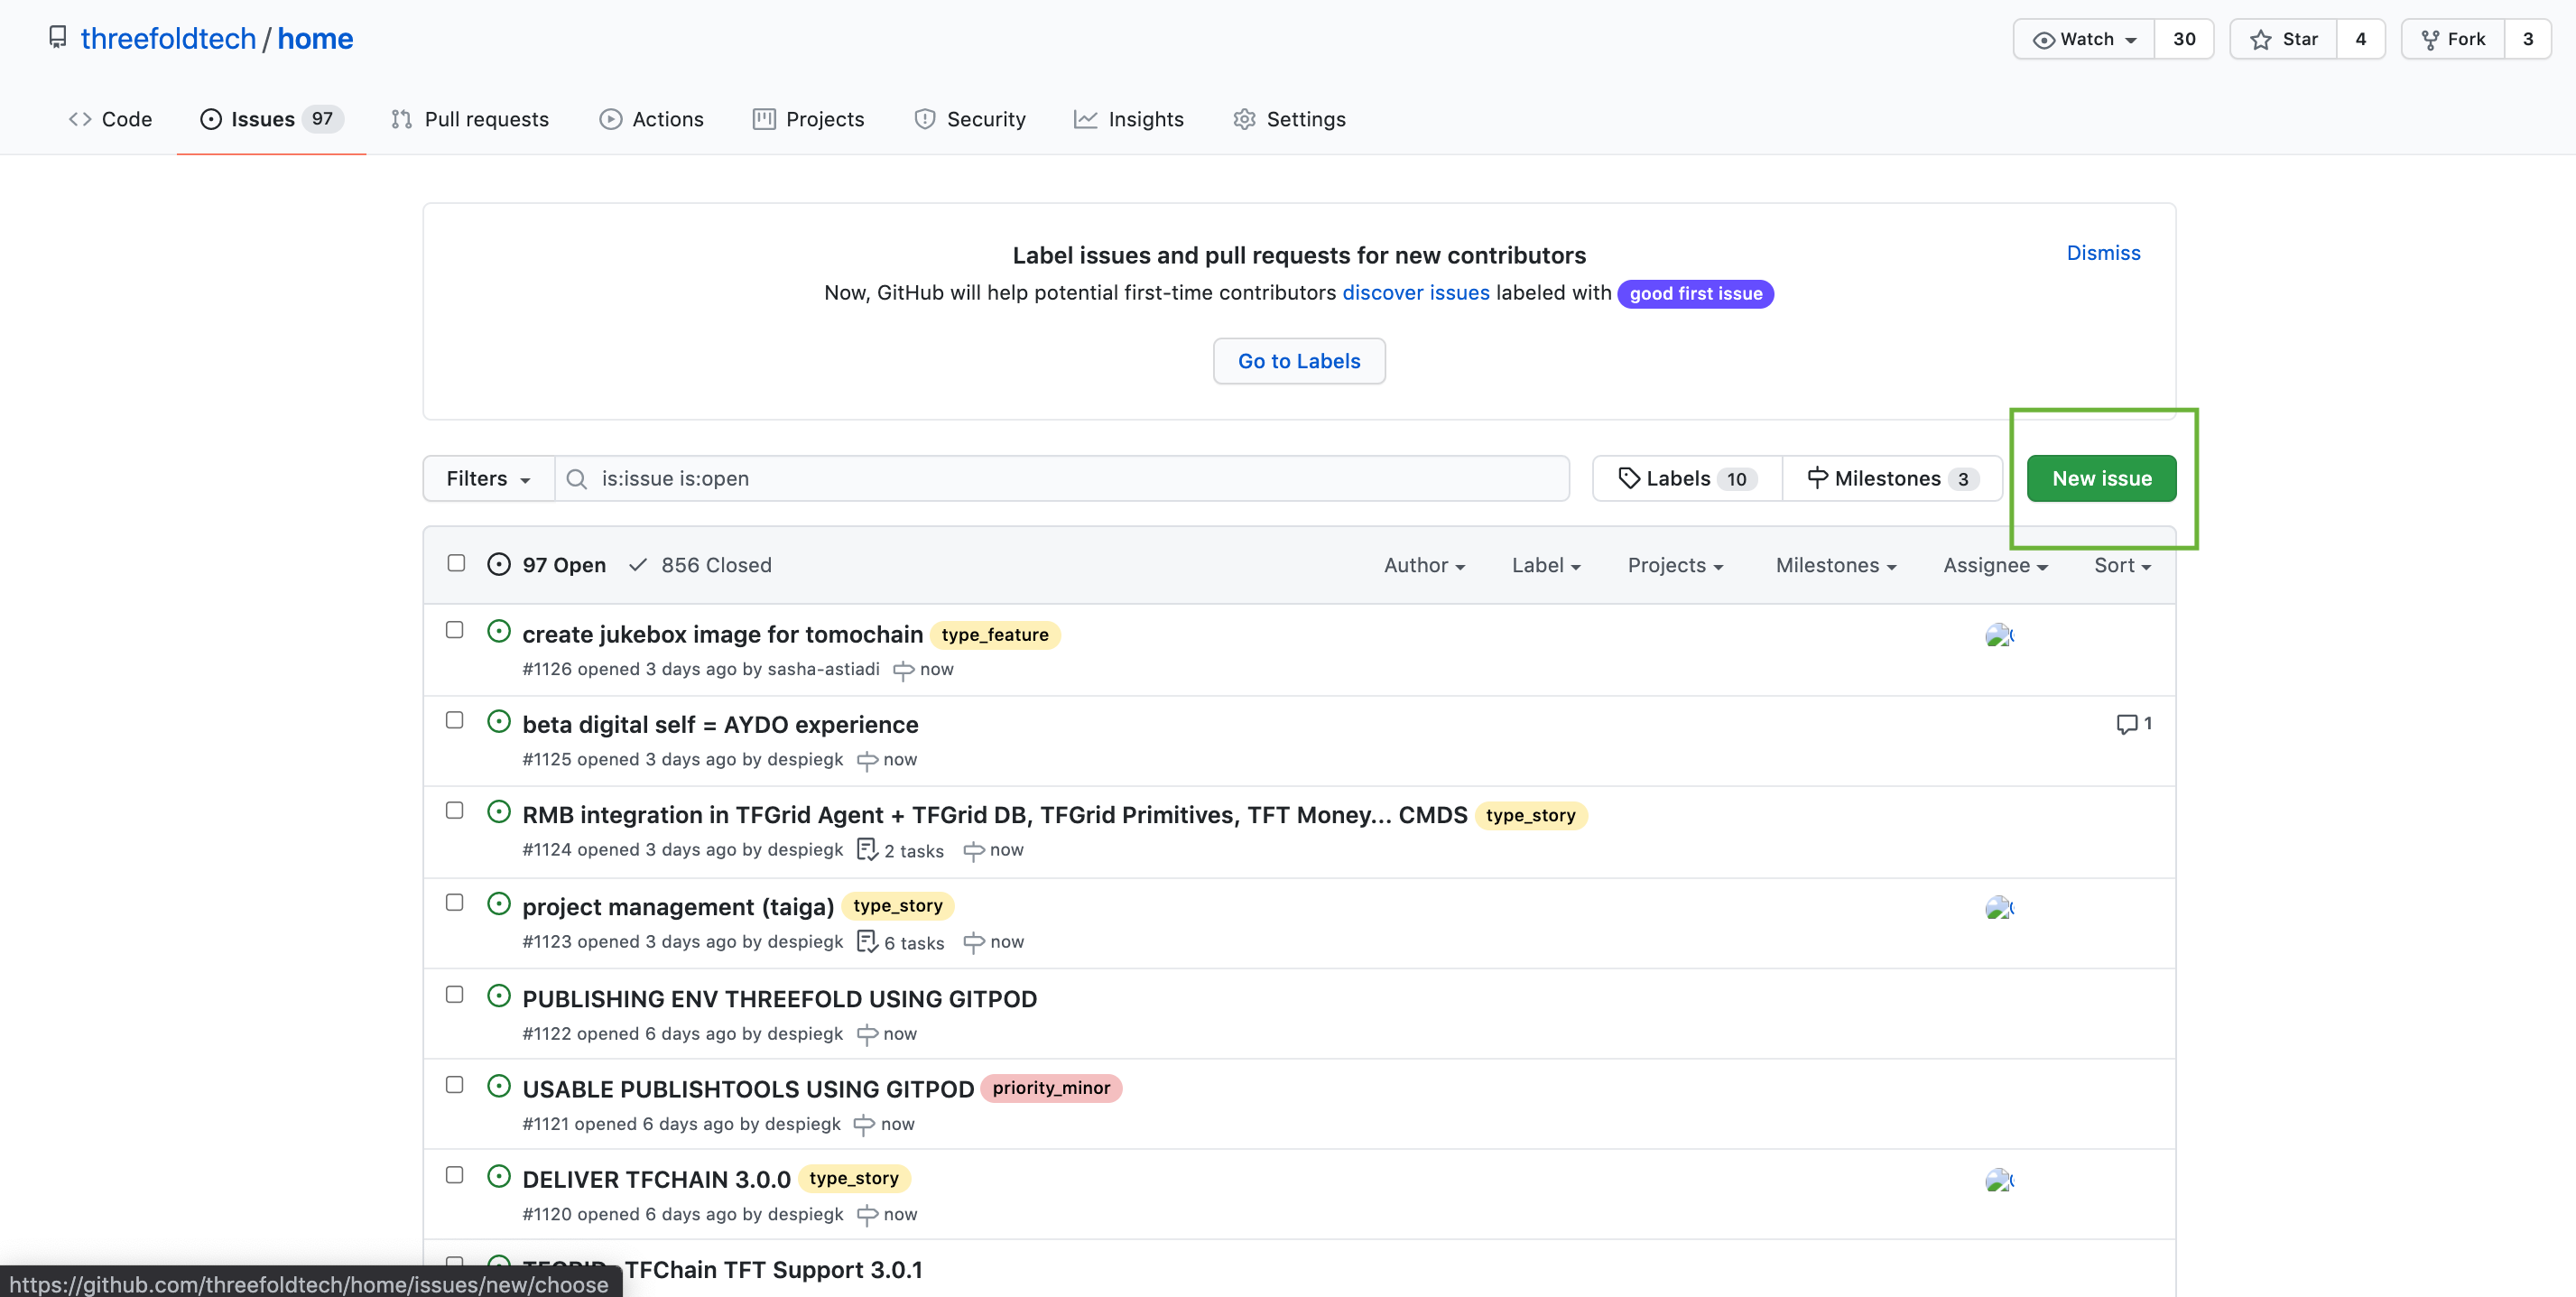 threefoldtech / home
Watch 30
Star 4
Fork 3
Code
Issues 97
Pull requests
Actions
Projects
Security
Insights
Settings
Label issues and pull requests for new contributors
Dismiss
Now, GitHub will help potential first-time contributors discover issues labeled with good first issue
Go to Labels
Filters
is:issue is:open
Labels 10
Milestones 3
New issue
97 Open
856 Closed
Author
Label
Projects
Milestones
Assignee
Sort
create jukebox image for tomochain type_feature
#1126 opened 3 days ago by sasha-astiadi now
beta digital self = AYDO experience
1
#1125 opened 3 days ago by despiegk now
RMB integration in TFGrid Agent + TFGrid DB, TFGrid Primitives, TFT Money... CMDS type_story
#1124 opened 3 days ago by despiegk 2 tasks now
project management (taiga) type_story
#1123 opened 3 days ago by despiegk 6 tasks now
PUBLISHING ENV THREEFOLD USING GITPOD
#1122 opened 6 days ago by despiegk now
USABLE PUBLISHTOOLS USING GITPOD priority_minor
#1121 opened 6 days ago by despiegk now
DELIVER TFCHAIN 3.0.0 type_story
#1120 opened 6 days ago by despiegk now
TFChain TFT Support 3.0.1
https://github.com/threefoldtech/home/issues/new/choose